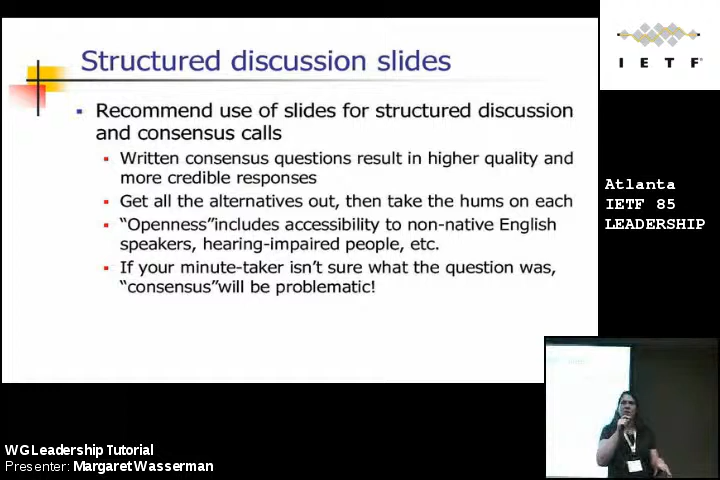 Structured discussion slides
Recommend use of slides for structured discussion
and consensus calls
Written consensus questions result in higher quality and
more credible responses
Get all the alternatives out, then take the hums on each
“Openness”includes accessibility to non-native English
speakers, hearing-impaired people, etc.
If your minute-taker isn’t sure what the question was,
“consensus”will be problematic!
I E T F®
Atlanta
IETF 85
LEADERSHIP
WG Leadership Tutorial
Presenter: Margaret Wasserman